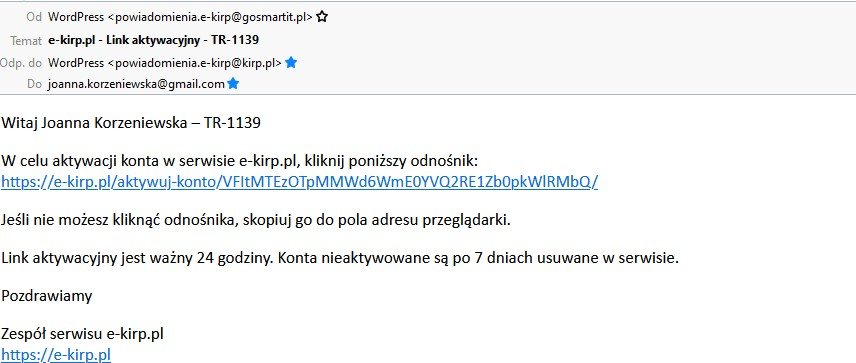 Od WordPress <powiadomienia.e-kirp@gosmartit.pl>
Temat e-kirp.pl - Link aktywacyjny - TR-1139
Odp. do WordPress <powiadomienia.e-kirp@kirp.pl>
Do joanna.korzeniewska@gmail.com
Witaj Joanna Korzeniewska – TR-1139
W celu aktywacji konta w serwisie e-kirp.pl, kliknij poniższy odnośnik:
https://e-kirp.pl/aktywuj-konto/VFItMTEzOTpMMWd6WmE0YVQ2RE1Zb0pkWlRMbQ/
Jeśli nie możesz kliknąć odnośnika, skopiuj go do pola adresu przeglądarki.
Link aktywacyjny jest ważny 24 godziny. Konta nieaktywowane są po 7 dniach usuwane w serwisie.
Pozdrawiamy
Zespół serwisu e-kirp.pl
https://e-kirp.pl